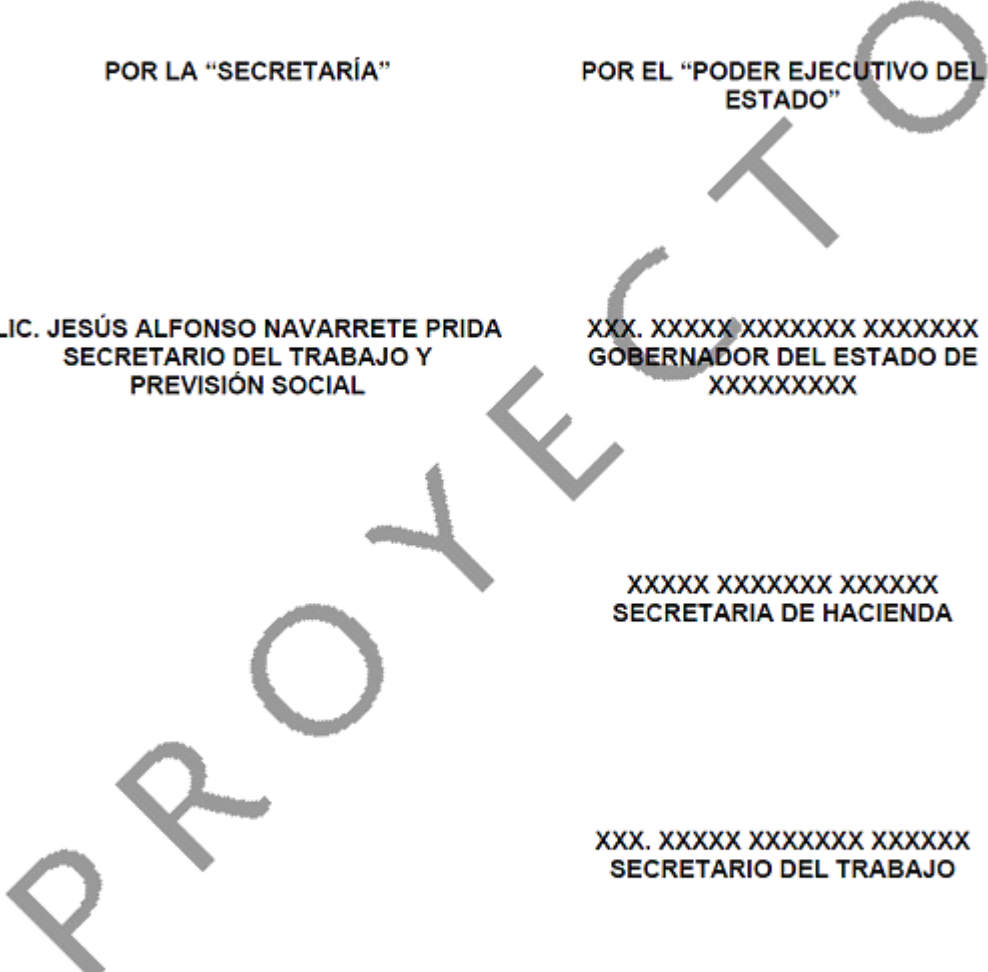 POR LA “SECRETARÍA”
POR EL “PODER EJECUTIVO DEL
ESTADO”
LIC. JESÚS ALFONSO NAVARRETE PRIDA
SECRETARIO DEL TRABAJO Y
PREVISIÓN SOCIAL
XXX. XXXXX XXXXXXX XXXXXXX
GOBERNADOR DEL ESTADO DE
XXXXXXXXX
XXXXX XXXXXXX XXXXXX
SECRETARIA DE HACIENDA
XXX. XXXXX XXXXXXX XXXXXX
SECRETARIO DEL TRABAJO
PROYECTO